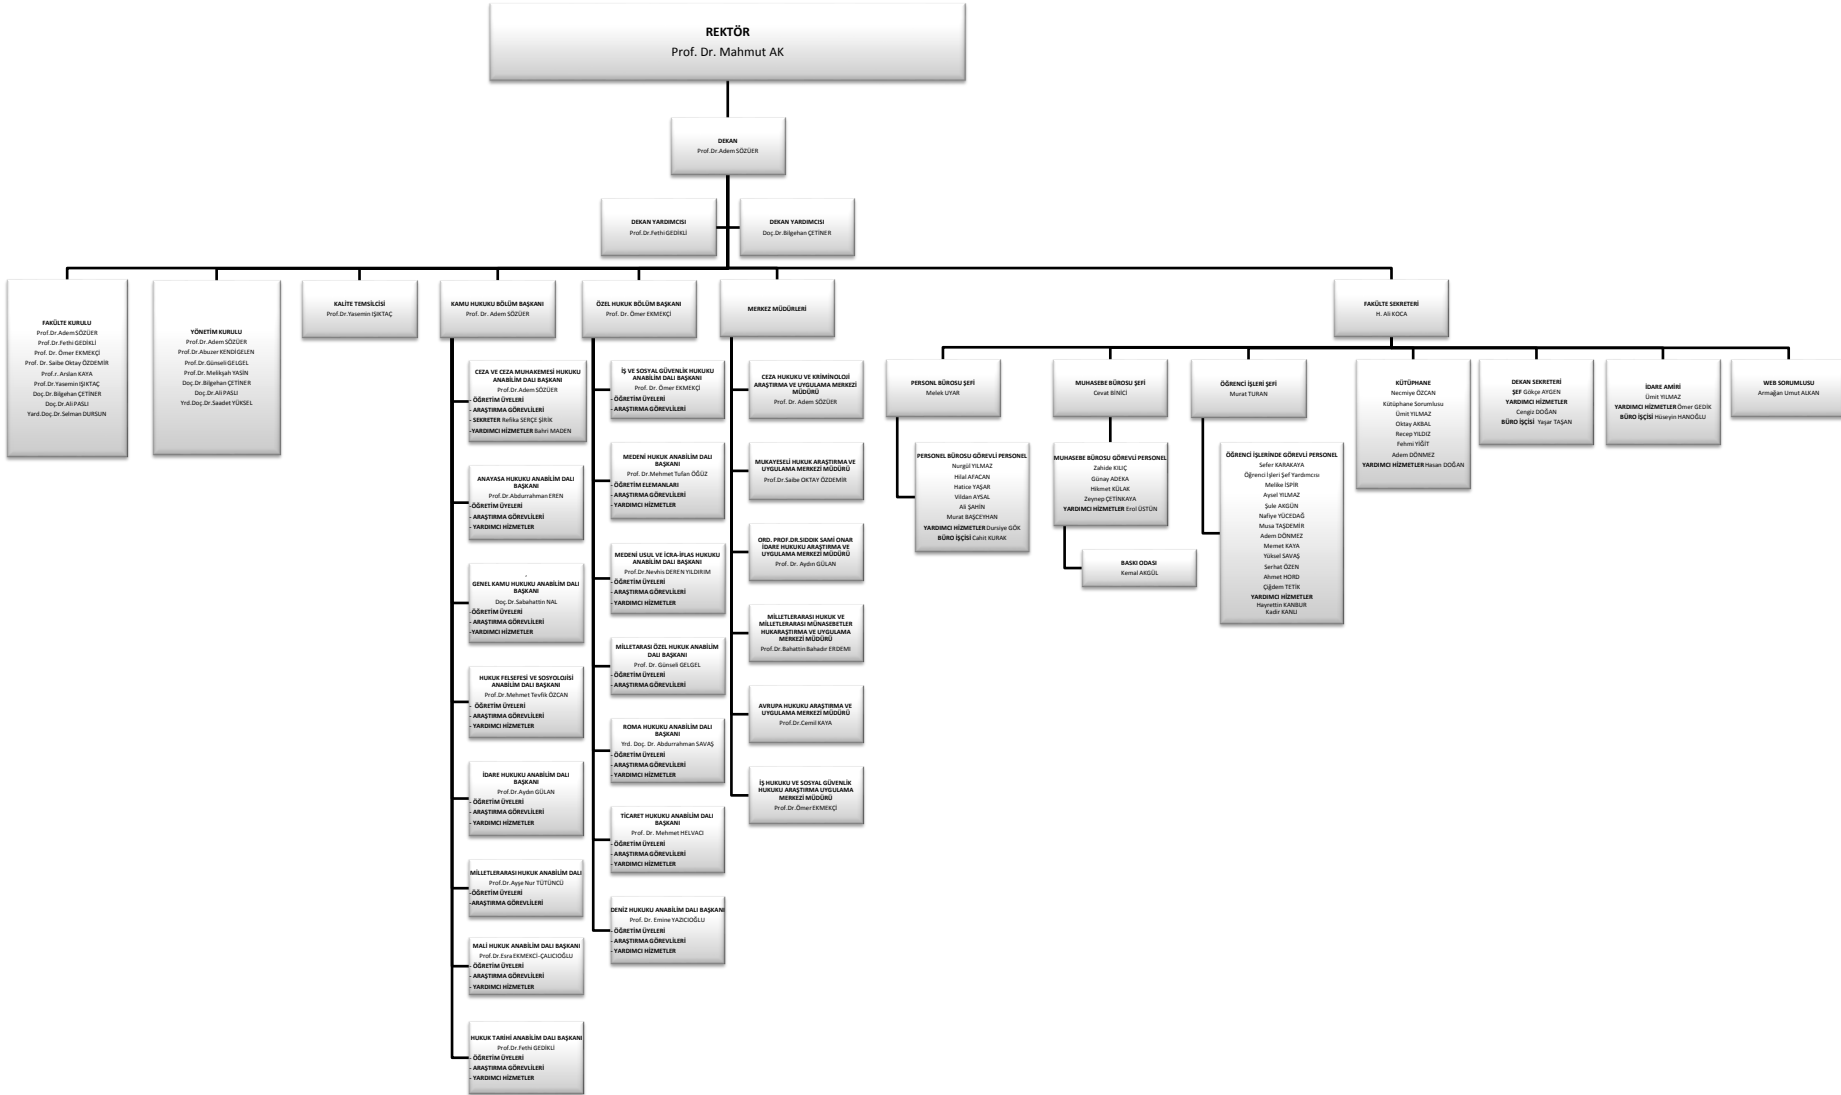 REKTÖR
Prof. Dr. Mahmut AK
DEKAN
Prof.Dr.Adem SÖZÜER
DEKAN YARDIMCISI
Prof.Dr.Fethi GEDİKLİ
DEKAN YARDIMCISI
Doç.Dr.Bilgehan ÇETİNER
FAKÜLTE KURULU
Prof.Dr.Adem SÖZÜER
Prof.Dr.Fethi GEDİKLİ
Prof. Dr. Ömer EKMEKÇİ
Prof. Dr. Saibe Oktay ÖZDEMİR
Prof.r. Arslan KAYA
Prof.Dr.Yasemin IŞIKTAÇ
Doç.Dr.Bilgehan ÇETİNER
Doç.Dr.Ali PASLI
Yard.Doç.Dr.Selman DURSUN
YÖNETİM KURULU
Prof.Dr.Adem SÖZÜER
Prof.Dr.Abuzer KENDİGELEN
Prof.Dr.Günseli GELGEL
Prof.Dr. Melikşah YASİN
Doç.Dr.Bilgehan ÇETİNER
Doç.Dr.Ali PASLI
Yrd.Doç.Dr.Saadet YÜKSEL
KALİTE TEMSİLCİSİ
Prof.Dr.Yasemin IŞIKTAÇ
KAMU HUKUKU BÖLÜM BAŞKANI
Prof. Dr. Adem SÖZÜER
CEZA VE CEZA MUHAKEMESİ HUKUKU
ANABİLİM DALI BAŞKANI
Prof.Dr.Adem SÖZÜER
- ÖĞRETİM ÜYELERİ
- ARAŞTIRMA GÖREVLİLERİ
- SEKRETER Refika SERÇE ŞİRİK
-YARDIMCI HİZMETLER Bahri MADEN
ANAYASA HUKUKU ANABİLİM DALI
BAŞKANI
Prof.Dr.Abdurrahman EREN
-ÖĞRETİM ÜYELERİ
- ARAŞTIRMA GÖREVLİLERİ
- YARDIMCI HİZMETLER
GENEL KAMU HUKUKU ANABİLİM DALI
BAŞKANI
Doç.Dr.Sabahattin NAL
-ÖĞRETİM ÜYELERİ
- ARAŞTIRMA GÖREVLİLERİ
-YARDIMCI HİZMETLER
HUKUK FELSEFESİ VE SOSYOLOJİSİ
ANABİLİM DALI BAŞKANI
Prof.Dr.Mehmet Tevfik ÖZCAN
- ÖĞRETİM ÜYELERİ
- ARAŞTIRMA GÖREVLİLERİ
- YARDIMCI HİZMETLER
İDARE HUKUKU ANABİLİM DALI
BAŞKANI
Prof.Dr.Aydın GÜLAN
- ÖĞRETİM ÜYELERİ
- ARAŞTIRMA GÖREVLİLERİ
- YARDIMCI HİZMETLER
MİLLETLERARASI HUKUK ANABİLİM DALI
Prof.Dr.Ayşe Nur TÜTÜNCÜ
-ÖĞRETİM ÜYELERİ
-ARAŞTIRMA GÖREVLİLERİ
MALİ HUKUK ANABİLİM DALI BAŞKANI
Prof.Dr.Esra EKMEKCİ-ÇALICIOĞLU
- ÖĞRETİM ÜYELERİ
- ARAŞTIRMA GÖREVLİLERİ
- YARDIMCI HİZMETLER
HUKUK TARİHİ ANABİLİM DALI BAŞKANI
Prof.Dr.Fethi GEDİKLİ
- ÖĞRETİM ÜYELERİ
- ARAŞTIRMA GÖREVLİLERİ
- YARDIMCI HİZMETLER
ÖZEL HUKUK BÖLÜM BAŞKANI
Prof. Dr. Ömer EKMEKÇİ
İŞ VE SOSYAL GÜVENLİK HUKUKU
ANABİLİM DALI BAŞKANI
Prof. Dr. Ömer EKMEKÇİ
- ÖĞRETİM ÜYELERİ
- ARAŞTIRMA GÖREVLİLERİ
MEDENİ HUKUK ANABİLİM DALI
BAŞKANI
Prof. Dr.Mehmet Tufan ÖĞÜZ
- ÖĞRETİM ELEMANLARI
- ARAŞTIRMA GÖREVLİLERİ
- YARDIMCI HİZMETLER
MEDENİ USUL VE İCRA-İFLAS HUKUKU
ANABİLİM DALI BAŞKANI
Prof.Dr.Nevhis DEREN YILDIRIM
- ÖĞRETİM ÜYELERİ
- ARAŞTIRMA GÖREVLİLERİ
- YARDIMCI HİZMETLER
MİLLETARASI ÖZEL HUKUK ANABİLİM
DALI BAŞKANI
Prof. Dr. Günseli GELGEL
- ÖĞRETİM ÜYELERİ
- ARAŞTIRMA GÖREVLİLERİ
ROMA HUKUKU ANABİLİM DALI
BAŞKANI
Yrd. Doç. Dr. Abdurrahman SAVAŞ
- ÖĞRETİM ÜYELERİ
- ARAŞTIRMA GÖREVLİLERİ
- YARDIMCI HİZMETLER
TİCARET HUKUKU ANABİLİM DALI
BAŞKANI
Prof. Dr. Mehmet HELVACI
- ÖĞRETİM ÜYELERİ
- ARAŞTIRMA GÖREVLİLERİ
- YARDIMCI HİZMETLER
DENİZ HUKUKU ANABİLİM DALI BAŞKANI
Prof. Dr. Emine YAZICIOĞLU
- ÖĞRETİM ÜYELERİ
- ARAŞTIRMA GÖREVLİLERİ
- YARDIMCI HİZMETLER
MERKEZ MÜDÜRLERİ
CEZA HUKUKU VE KRİMİNOLOJİ
ARAŞTIRMA VE UYGULAMA MERKEZİ
MÜDÜRÜ
Prof. Dr. Adem SÖZÜER
MUKAYESELİ HUKUK ARAŞTIRMA VE
UYGULAMA MERKEZİ MÜDÜRÜ
Prof.Dr.Saibe OKTAY ÖZDEMİR
ORD. PROF.DR.SIDDIK SAMİ ONAR
İDARE HUKUKU ARAŞTIRMA VE
UYGULAMA MERKEZİ MÜDÜRÜ
Prof. Dr. Aydın GÜLAN
MİLLETLERARASI HUKUK VE
MİLLETLERARASI MÜNASEBETLER
HUKARAŞTIRMA VE UYGULAMA
MERKEZİ MÜDÜRÜ
Prof.Dr.Bahattin Bahadır ERDEMİ
AVRUPA HUKUKU ARAŞTIRMA VE
UYGULAMA MERKEZİ MÜDÜRÜ
Prof.Dr.Cemil KAYA
İŞ HUKUKU VE SOSYAL GÜVENLİK
HUKUKU ARAŞTIRMA UYGULAMA
MERKEZİ MÜDÜRÜ
Prof.Dr.Ömer EKMEKÇİ
FAKÜLTE SEKRETERİ
H. Ali KOCA
PERSONL BÜROSU ŞEFİ
Melek UYAR
PERSONEL BÜROSU GÖREVLİ PERSONEL
Nurgül YILMAZ
Hilal AFACAN
Hatice YAŞAR
Vildan AYSAL
Ali ŞAHİN
Murat BAŞCEYHAN
YARDIMCI HİZMETLER Dursiye GÖK
BÜRO İŞÇİSİ Cahit KURAK
MUHASEBE BÜROSU ŞEFİ
Cevat BİNİCİ
MUHASEBE BÜROSU GÖREVLİ PERSONEL
Zahide KILIÇ
Günay ADEKA
Hikmet KÜLAK
Zeynep ÇETİNKAYA
YARDIMCI HİZMETLER Erol ÜSTÜN
BASKI ODASI
Kemal AKGÜL
ÖĞRENCİ İŞLERİ ŞEFİ
Murat TURAN
ÖĞRENCİ İŞLERİNDE GÖREVLİ PERSONEL
Sefer KARAKAYA
Öğrenci İşleri Şef Yardımcısı
Melike ISPİR
Aysel YILMAZ
Şule AKGÜN
Nafiye YÜCEDAĞ
Musa TAŞDEMİR
Adem DÖNMEZ
Memet KAYA
Yüksel SAVAŞ
Serhat ÖZEN
Ahmet HORD
Çiğdem TETİK
YARDIMCI HİZMETLER
Hayrettin KANBUR
Kadir KANLI
KÜTÜPHANE
Necmiye ÖZCAN
Kütüphane Sorumlusu
Ümit YILMAZ
Oktay AKBAL
Recep YILDIZ
Fehmi YİĞİT
Adem DÖNMEZ
YARDIMCI HİZMETLER Hasan DOĞAN
DEKAN SEKRETERİ
ŞEF Gökçe AYGEN
YARDIMCI HİZMETLER
Cengiz DOĞAN
BÜRO İŞÇİSİ Yaşar TAŞAN
İDARE AMİRİ
Ümit YILMAZ
YARDIMCI HİZMETLER Ömer GEDİK
BÜRO İŞÇİSİ Hüseyin HANOĞLU
WEB SORUMLUSU
Armağan Umut ALKAN